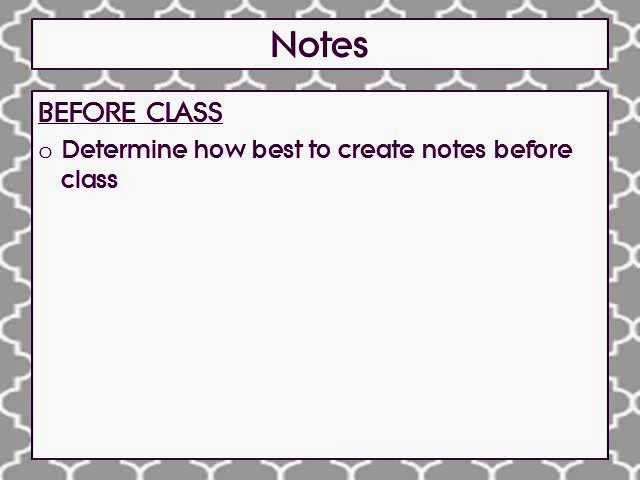 Notes
BEFORE CLASS
o Determine how best to create notes before
class